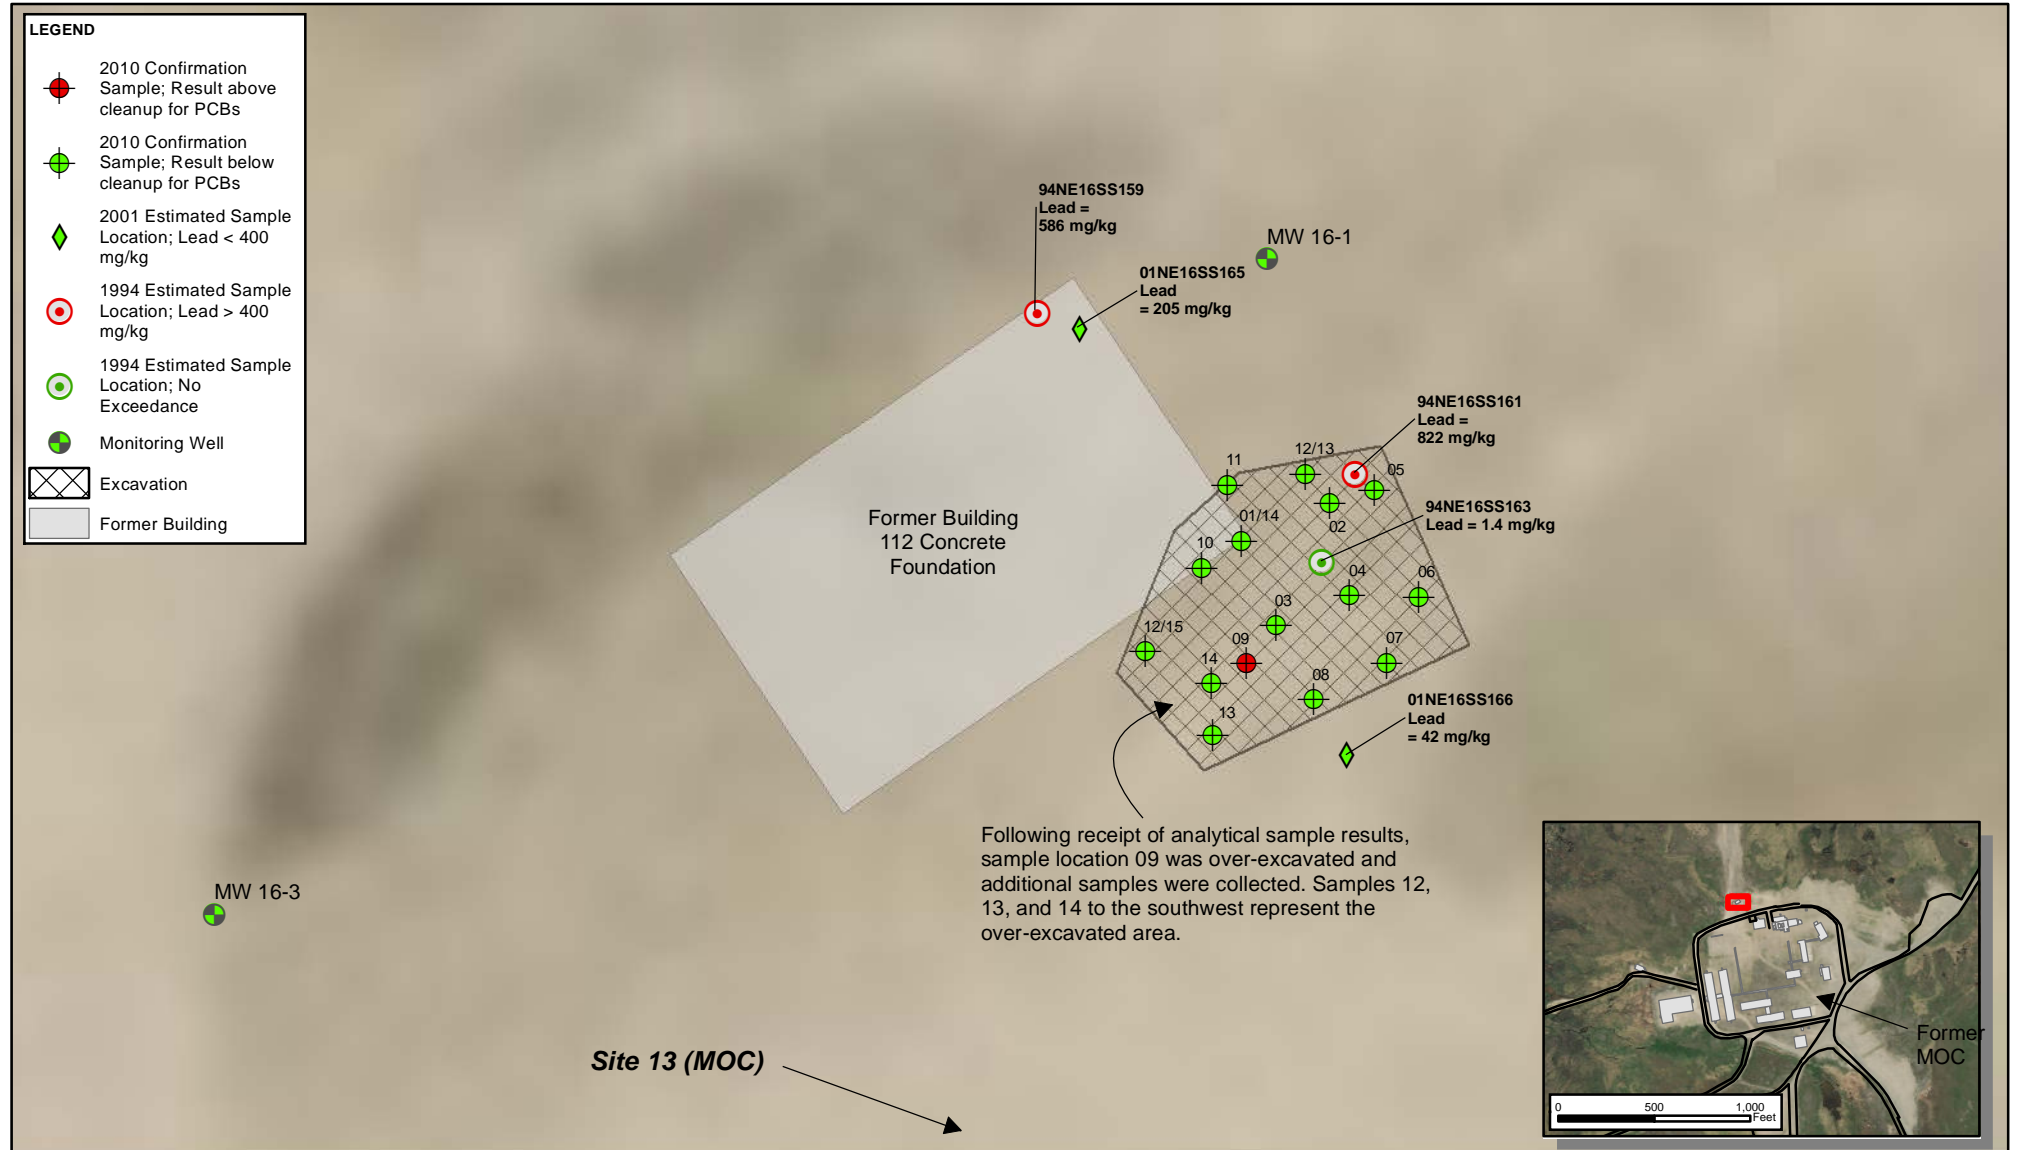 LEGEND
2010 Confirmation
Sample; Result above
cleanup for PCBs
2010 Confirmation
Sample; Result below
cleanup for PCBs
2001 Estimated Sample
Location; Lead < 400
mg/kg
1994 Estimated Sample
Location; Lead > 400
mg/kg
1994 Estimated Sample
Location; No
Exceedance
Monitoring Well
Excavation
Former Building
94NE16SS159
Lead =
586 mg/kg
MW 16-1
01NE16SS165
Lead
= 205 mg/kg
94NE16SS161
Lead =
822 mg/kg
94NE16SS163
Lead = 1.4 mg/kg
11
12/13
05
02
01/14
10
04
06
03
12/15
09
07
14
08
13
Former Building
112 Concrete
Foundation
01NE16SS166
Lead
= 42 mg/kg
Following receipt of analytical sample results,
sample location 09 was over-excavated and
additional samples were collected. Samples 12,
13, and 14 to the southwest represent the
over-excavated area.
MW 16-3
Site 13 (MOC)
Former
MOC
0 500 1,000
Feet